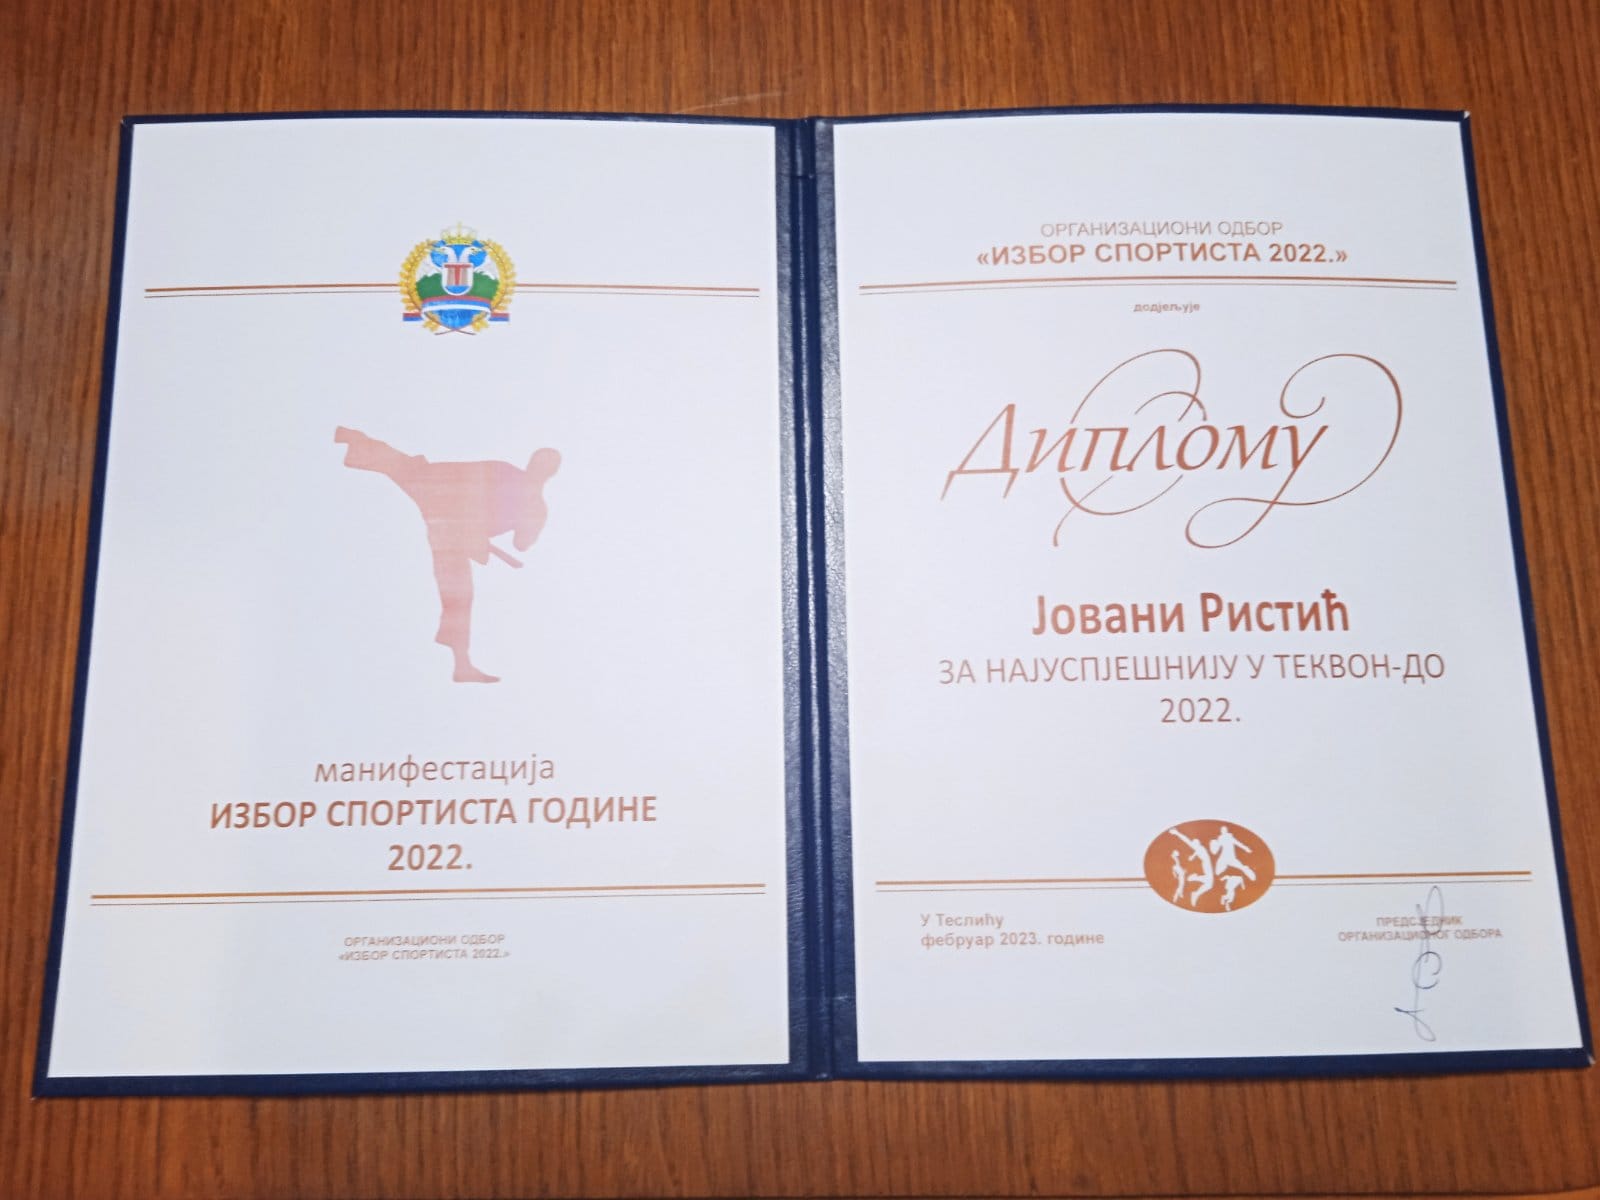 манифестација
ИЗБОР СПОРТИСТА ГОДИНЕ
2022.
ОРГАНИЗАЦИОНИ ОДБОР
«ИЗБОР СПОРТИСТА 2022.»
ОРГАНИЗАЦИОНИ ОДБОР
«ИЗБОР СПОРТИСТА 2022.»
додјељује
Диплому
Јовани Ристић
ЗА НАЈУСПЈЕШНИЈУ У ТЕКВОН-ДО
2022.
У Теслићу
фебруар 2023. године
ПРЕДСЈЕДНИК
ОРГАНИЗАЦИОНОГ ОДБОРА